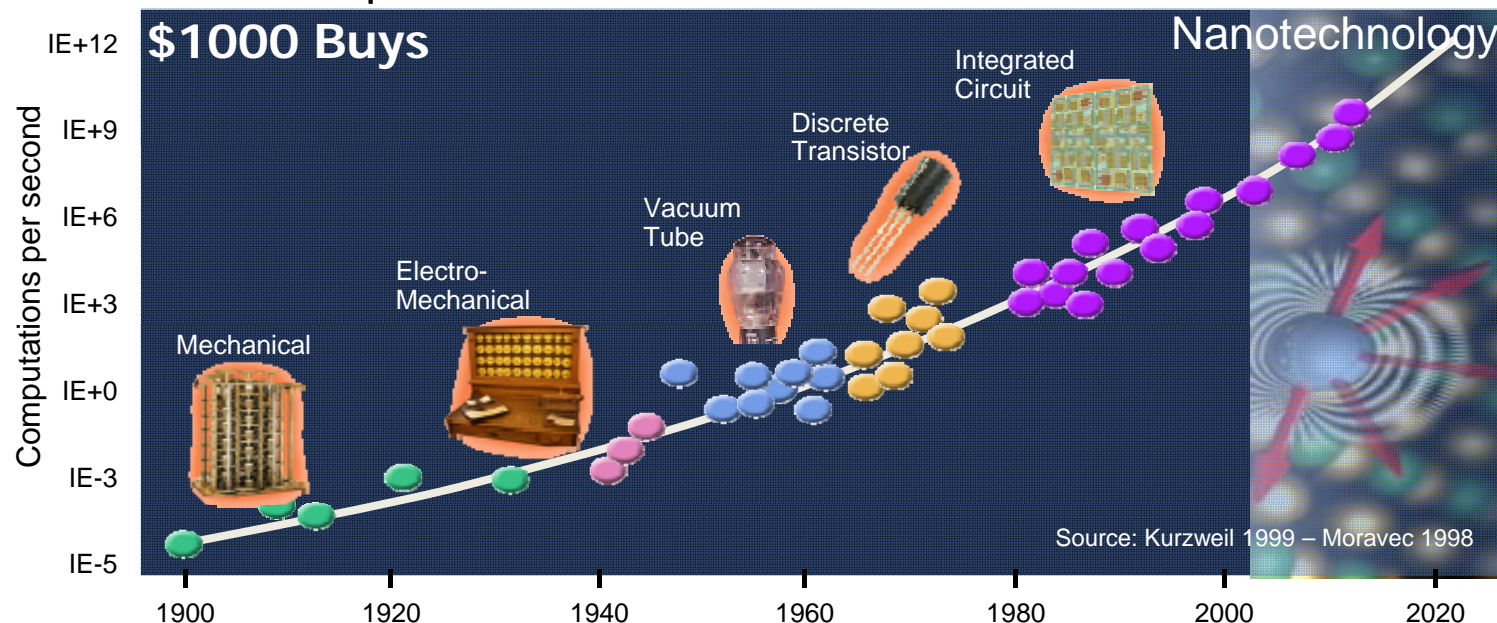 $1000 Buys
Nanotechnology
Integrated
Circuit
Discrete
Transistor
Vacuum
Tube
Electro-
Mechanical
Mechanical
Computations per second
IE+12
IE+9
IE+6
IE+3
IE+0
IE-3
IE-5
Source: Kurzweil 1999 – Moravec 1998
1900 1920 1940 1960 1980 2000 2020